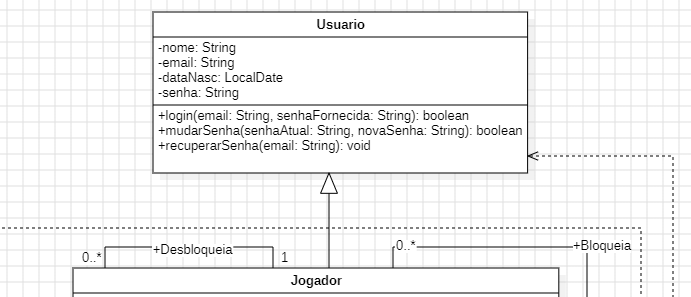 Usuario
-nome: String
-email: String
-dataNasc: LocalDate
-senha: String
+login(email: String, senhaFornecida: String): boolean
+mudarSenha(senhaAtual: String, novaSenha: String): boolean
+recuperarSenha(email: String): void
0..* +Desbloqueia 1
0..* +Bloqueia
Jogador